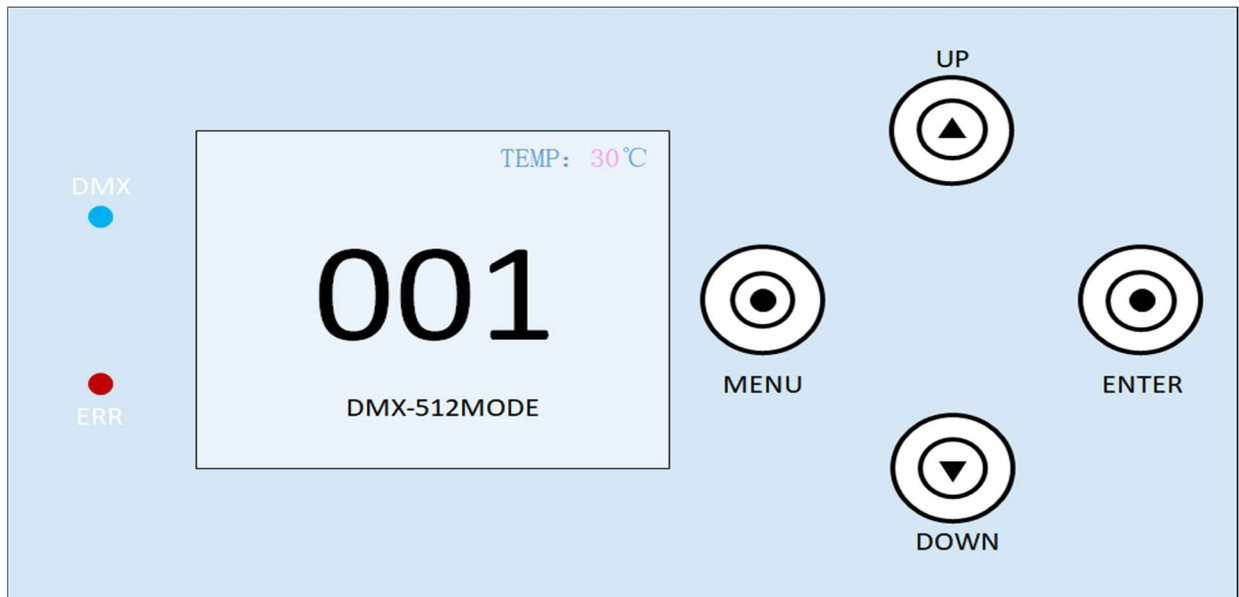 UP
TEMP： 30℃
DMX
001
MENU
ENTER
DMX-512MODE
ERR
DOWN